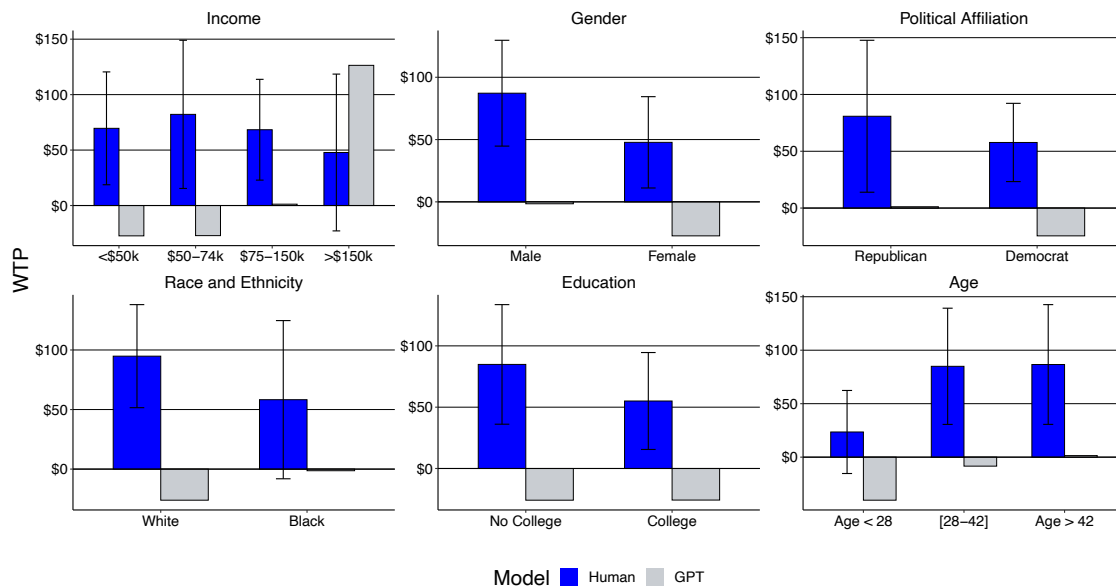 Income
Gender
Political Affiliation
$150
$100
$50
$0
<$50k
$50−74k
$75−150k
>$150k
$100
$50
$0
Male
Female
$150
$100
$50
$0
Republican
Democrat
WTP
Race and Ethnicity
Education
Age
$100
$50
$0
White
Black
$100
$50
$0
No College
College
$150
$100
$50
$0
Age < 28
[28−42]
Age > 42
Model Human GPT